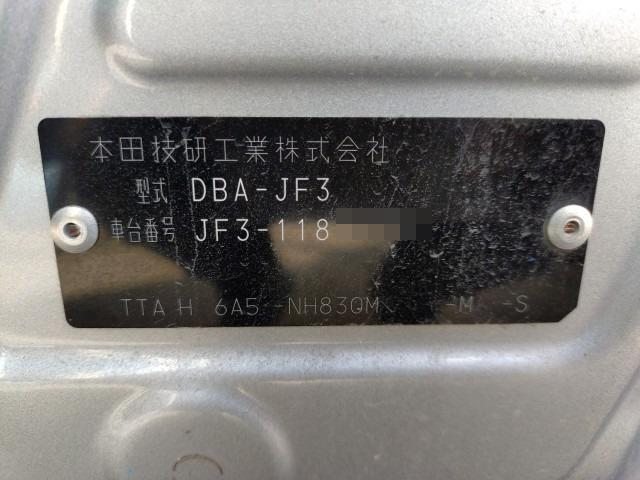 本田技研工業株式会社
型式 DBA-JF3
車台番号 JF3-118
TTA H 6A5 -NH830M -M -S